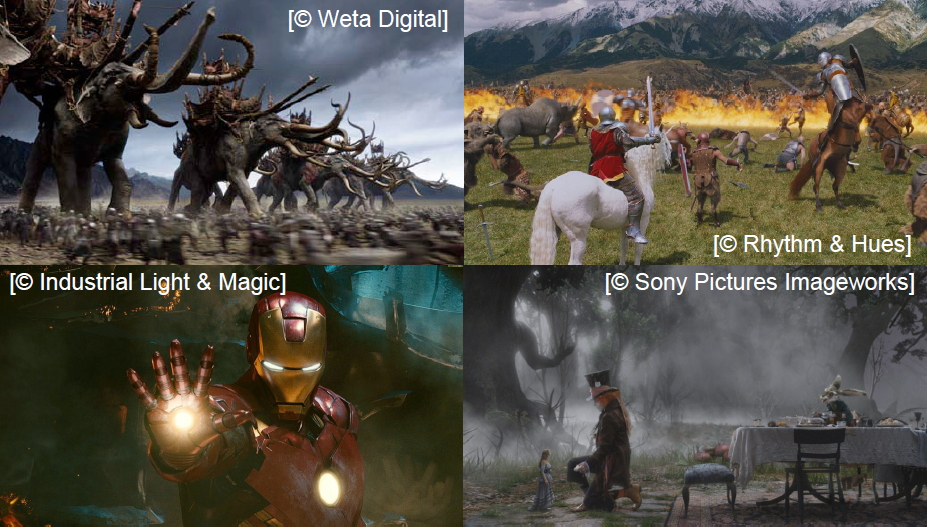 [© Weta Digital]
[© Rhythm & Hues]
[© Industrial Light & Magic]
[© Sony Pictures Imageworks]